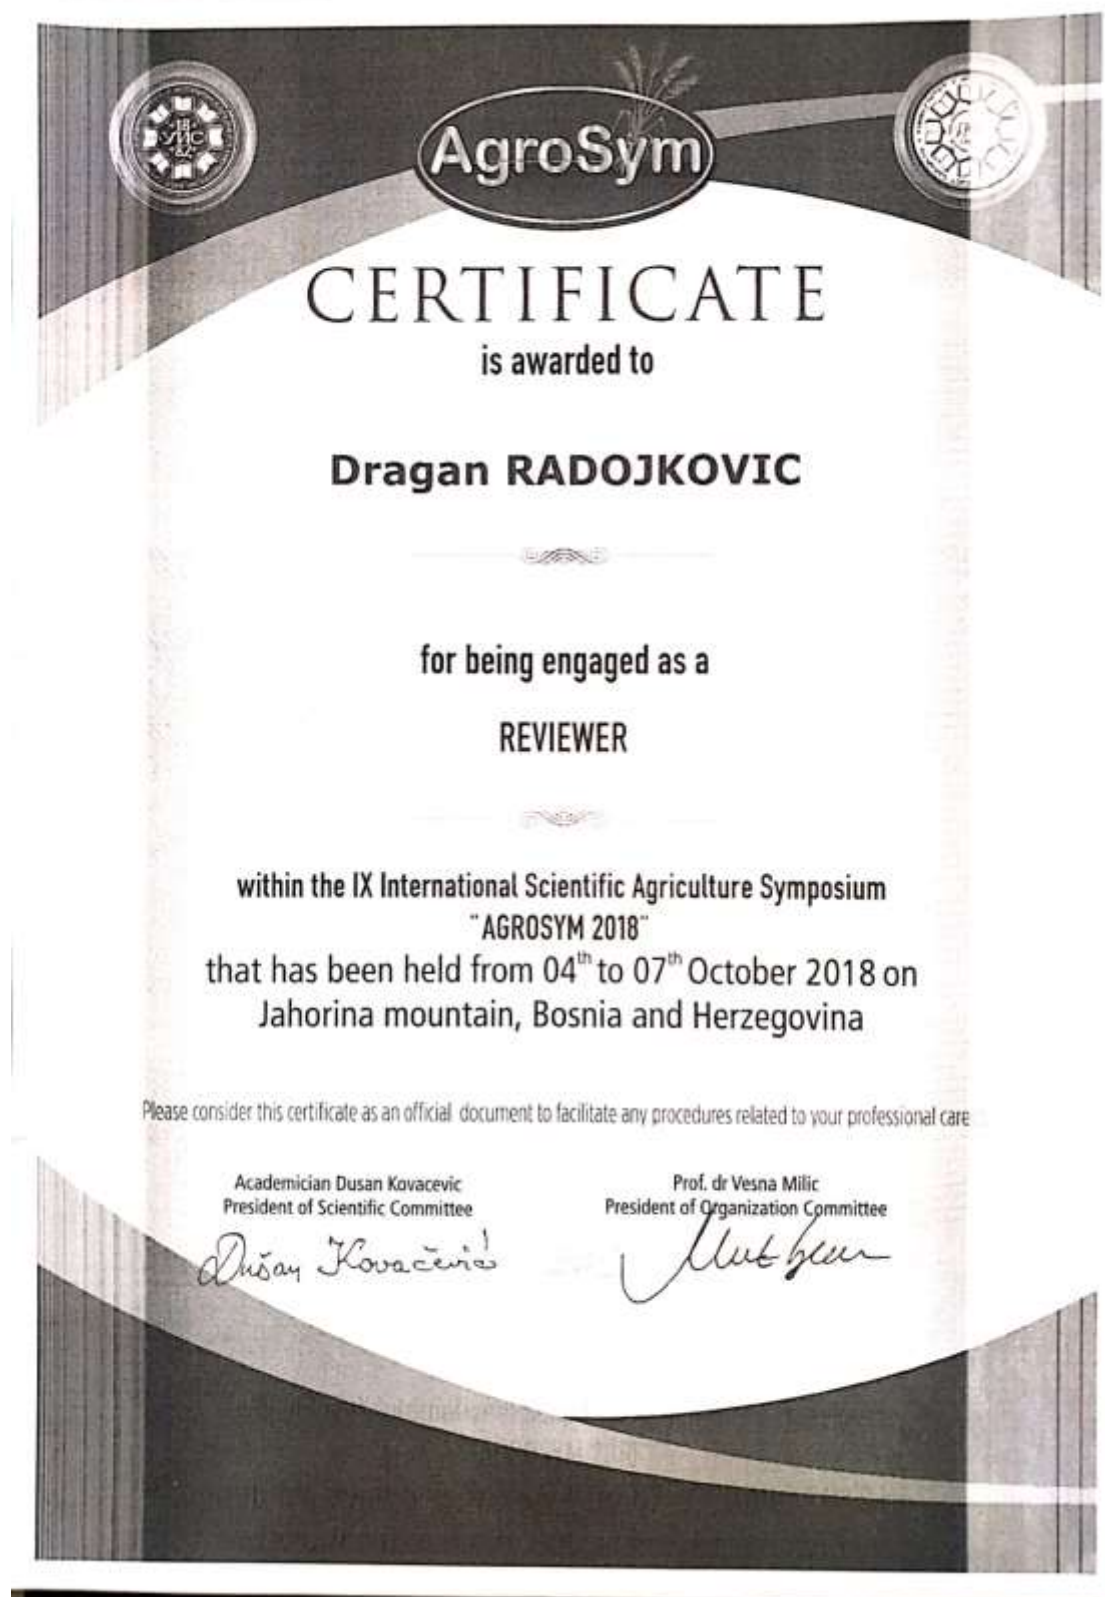 AgroSym
CERTIFICATE
is awarded to
Dragan RADOJKOVIC
for being engaged as a
REVIEWER
within the IX International Scientific Agriculture Symposium
"AGROSYM 2018"
that has been held from 04th to 07th October 2018 on
Jahorina mountain, Bosnia and Herzegovina
Please consider this certificate as an official document to facilitate any procedures related to your professional care
Academician Dusan Kovacevic
President of Scientific Committee
Dušan Kovačević
Prof. dr Vesna Milic
President of Organization Committee